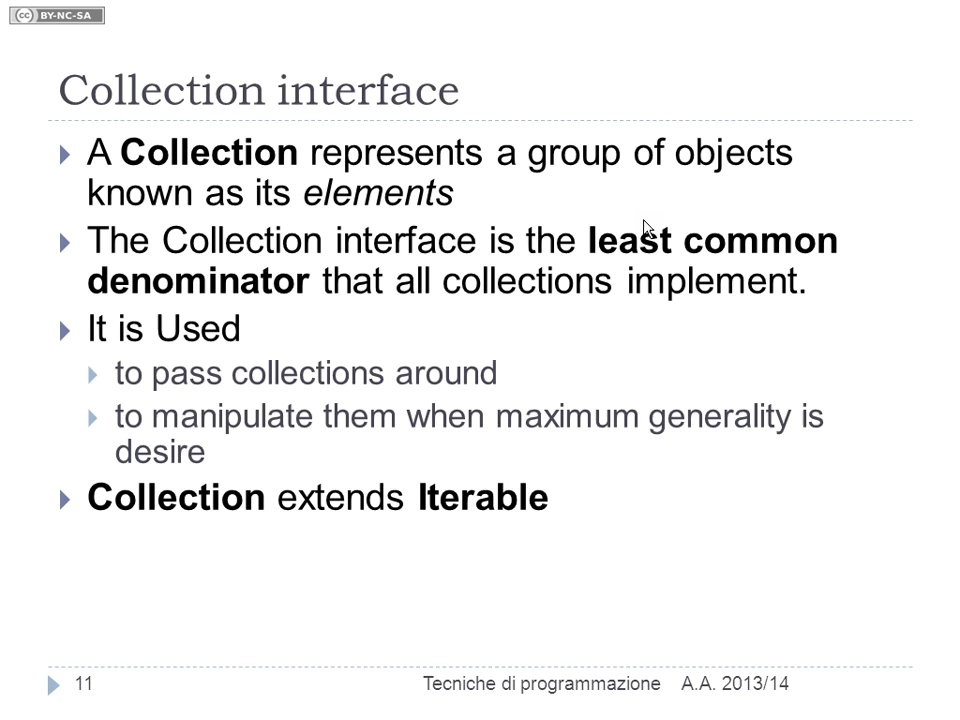 BY-NC-SA
Collection interface
A Collection represents a group of objects
known as its elements
The Collection interface is the least common
denominator that all collections implement.
It is Used
to pass collections around
to manipulate them when maximum generality is
desire
Collection extends Iterable
11 Tecniche di programmazione A.A. 2013/14